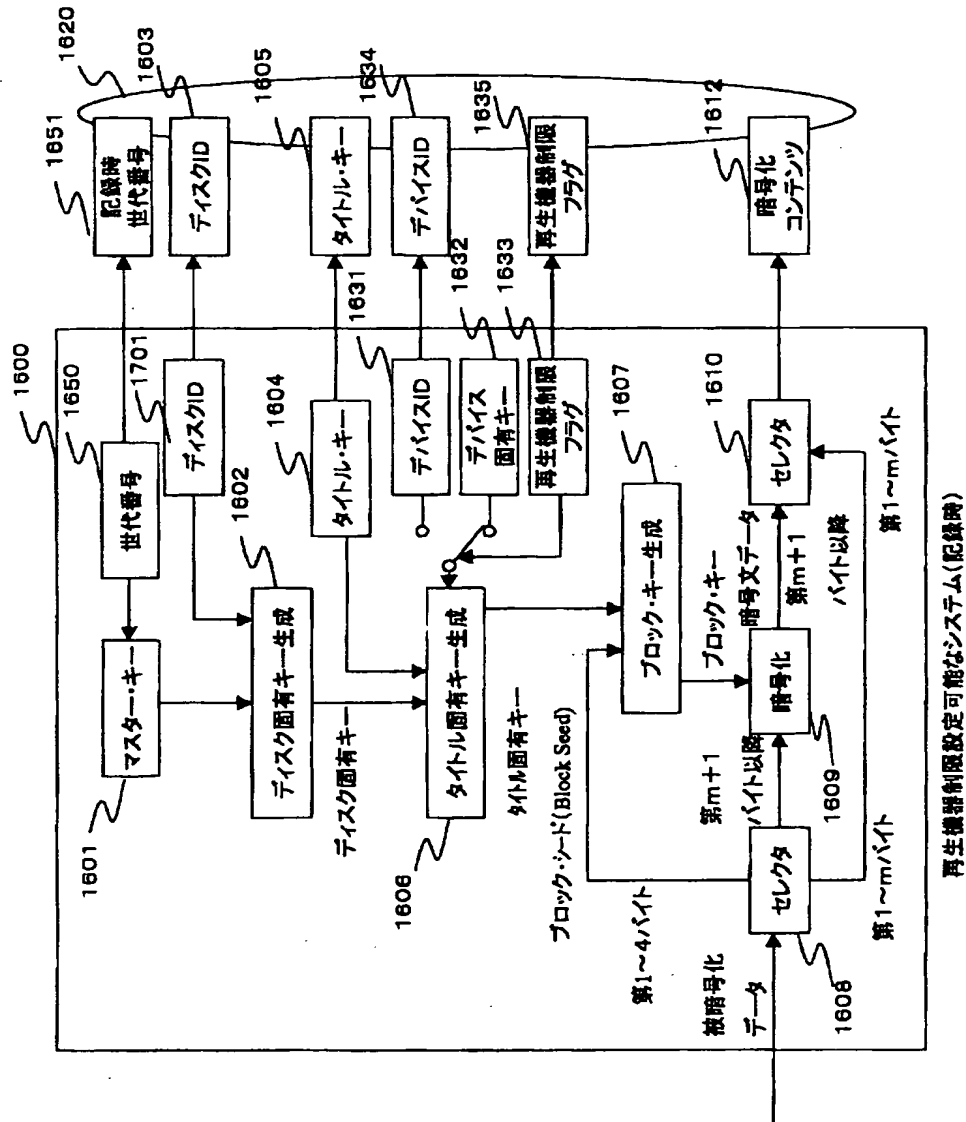 1620
1651
1603
1605
1634
1635
1612
記録時
世代番号
ディスクID
タイトル・キー
デバイスID
再生機器制限
フラグ
暗号化
コンテンツ
1600
1650
1701
1602
1604
1631
1632
1633
1607
1610
世代番号
ディスクID
タイトル・キー
デバイスID
デバイス
固有キー
再生機器制限
フラグ
マスター・キー
1601
ディスク固有キー生成
ディスク固有キー
タイトル固有キー生成
1606
タイトル固有キー
ブロック・キー生成
ブロック・シード(Block Seed)
第1~4バイト
ブロック・キー
暗号文データ
第m+1
バイト以降
セレクタ
第1~mバイト
暗号化
1609
第m+1
バイト以降
セレクタ
1608
第1~mバイト
被暗号化
データ
再生機器制限設定可能なシステム(記録時)